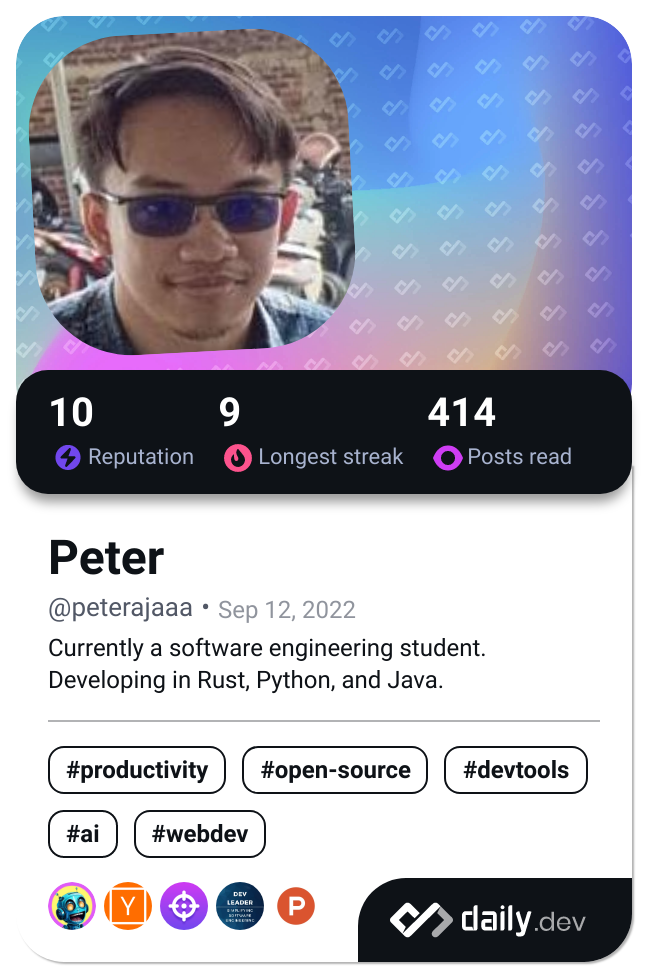 10 9 414
Reputation Longest streak Posts read
Peter
@peterajaaa • Sep 12, 2022
Currently a software engineering student.
Developing in Rust, Python, and Java.
#productivity #open-source #devtools
#ai #webdev
Y
DEV
LEADER
P
daily.dev